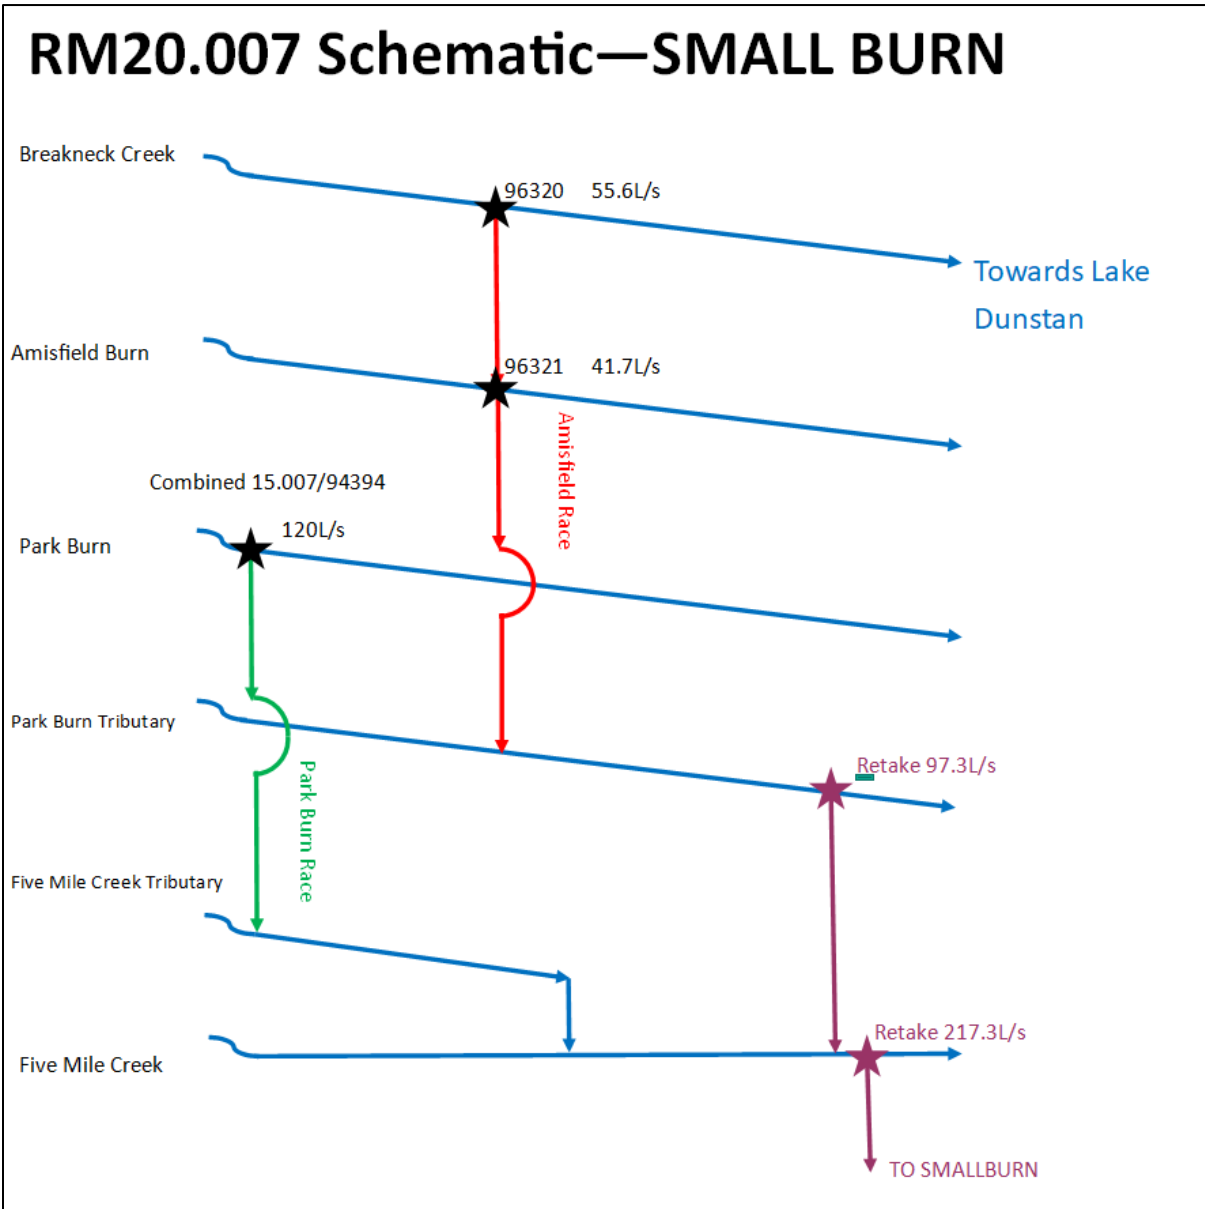 RM20.007 Schematic—SMALL BURN
Breakneck Creek
96320 55.6L/s
Towards Lake
Dunstan
Amisfield Burn
96321 41.7L/s
Amisfield Race
Combined 15.007/94394
120L/s
Park Burn
Park Burn Tributary
Retake 97.3L/s
Park Burn Race
Five Mile Creek Tributary
Retake 217.3L/s
Five Mile Creek
TO SMALLBURN